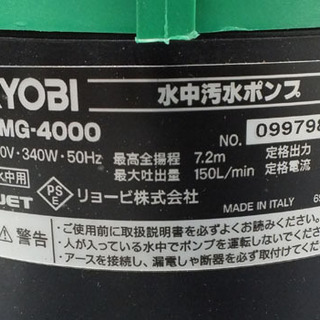 YOBI 水中汚水ポンプ
MG-4000 NO. 099798
0V·340W·50Hz 最高全揚程 7.2m 定格出力
水中用 最大吐出量 150L/min 定格電流
JET PSE リョービ株式会社 MADE IN ITALY
警告 ・ご使用前に取扱説明書を必ずよくお読みください。
・人が入っている水中でポンプを運転しないでください。
・アースを接続し、漏電しゃ断器を必ず取付けてください。